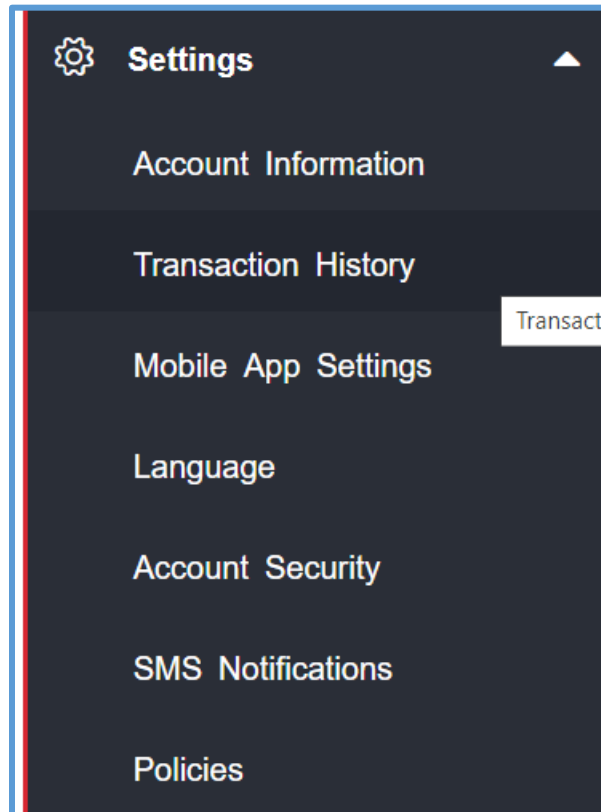 Settings
Account Information
Transaction History
Transact
Mobile App Settings
Language
Account Security
SMS Notifications
Policies